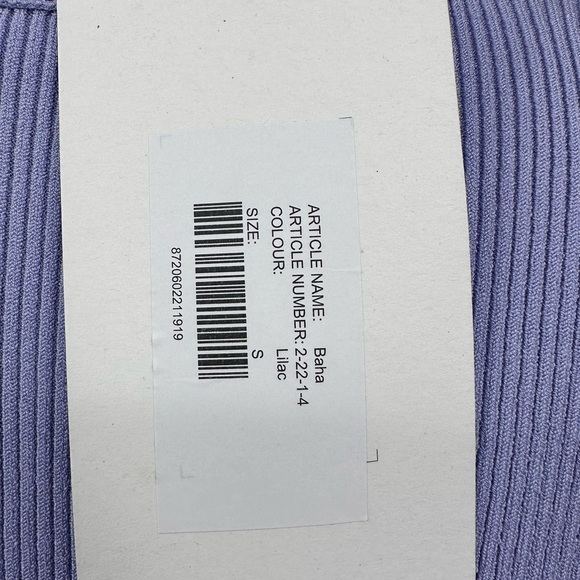 ARTICLE NAME: Baha
ARTICLE NUMBER: 2-22-1-4
COLOUR: Lilac
SIZE: S
8720602211919